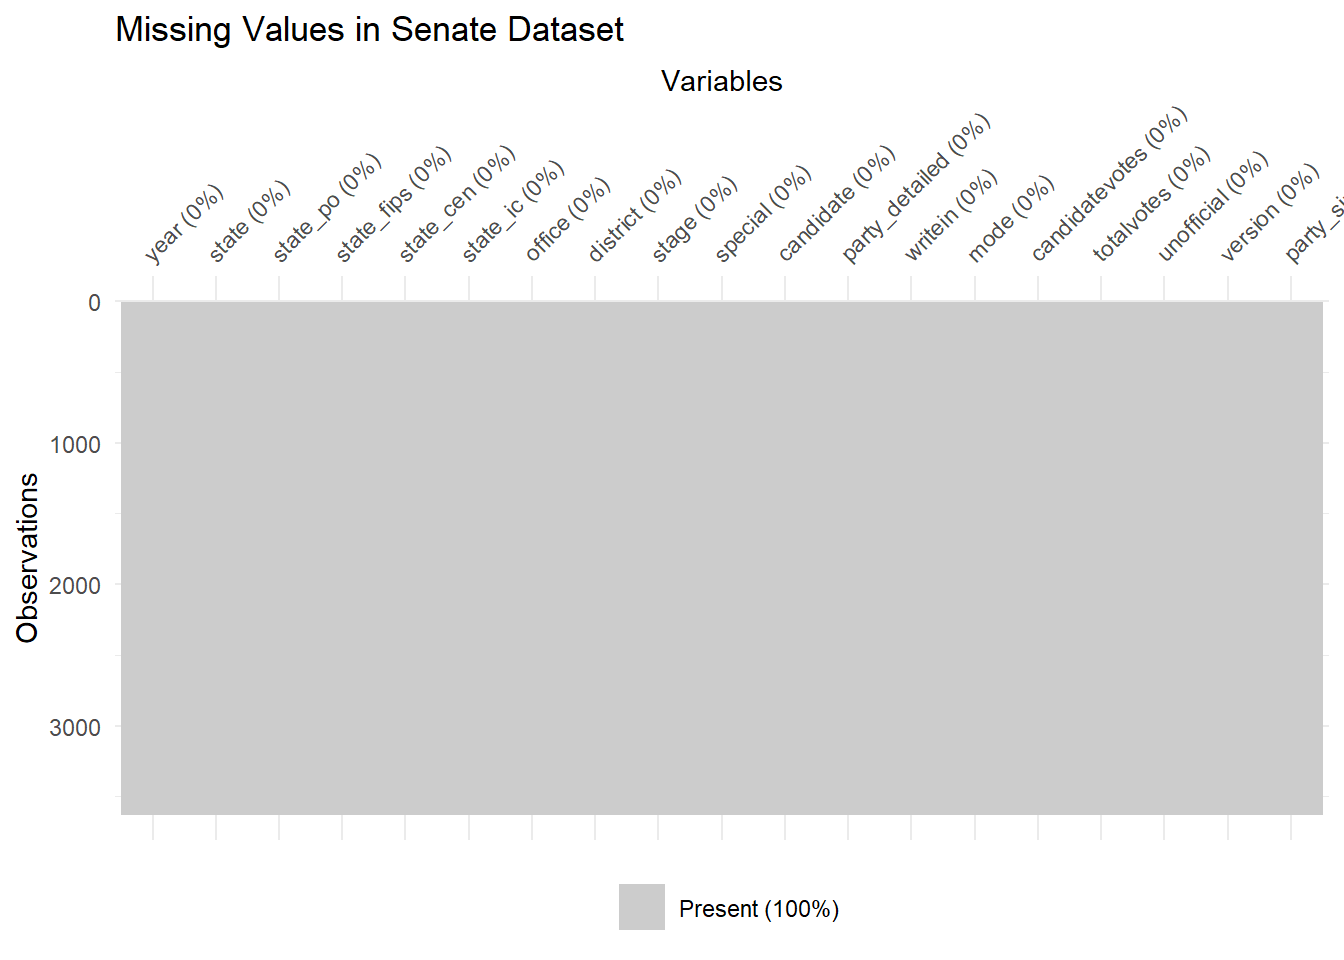 Missing Values in Senate Dataset
Variables
year (0%)
state (0%)
state_po (0%)
state_fips (0%)
state_cen (0%)
state_ic (0%)
office (0%)
district (0%)
stage (0%)
special (0%)
candidate (0%)
party_detailed (0%)
writein (0%)
mode (0%)
candidatevotes (0%)
totalvotes (0%)
unofficial (0%)
version (0%)
party_si
0
1000
2000
3000
Observations
Present (100%)